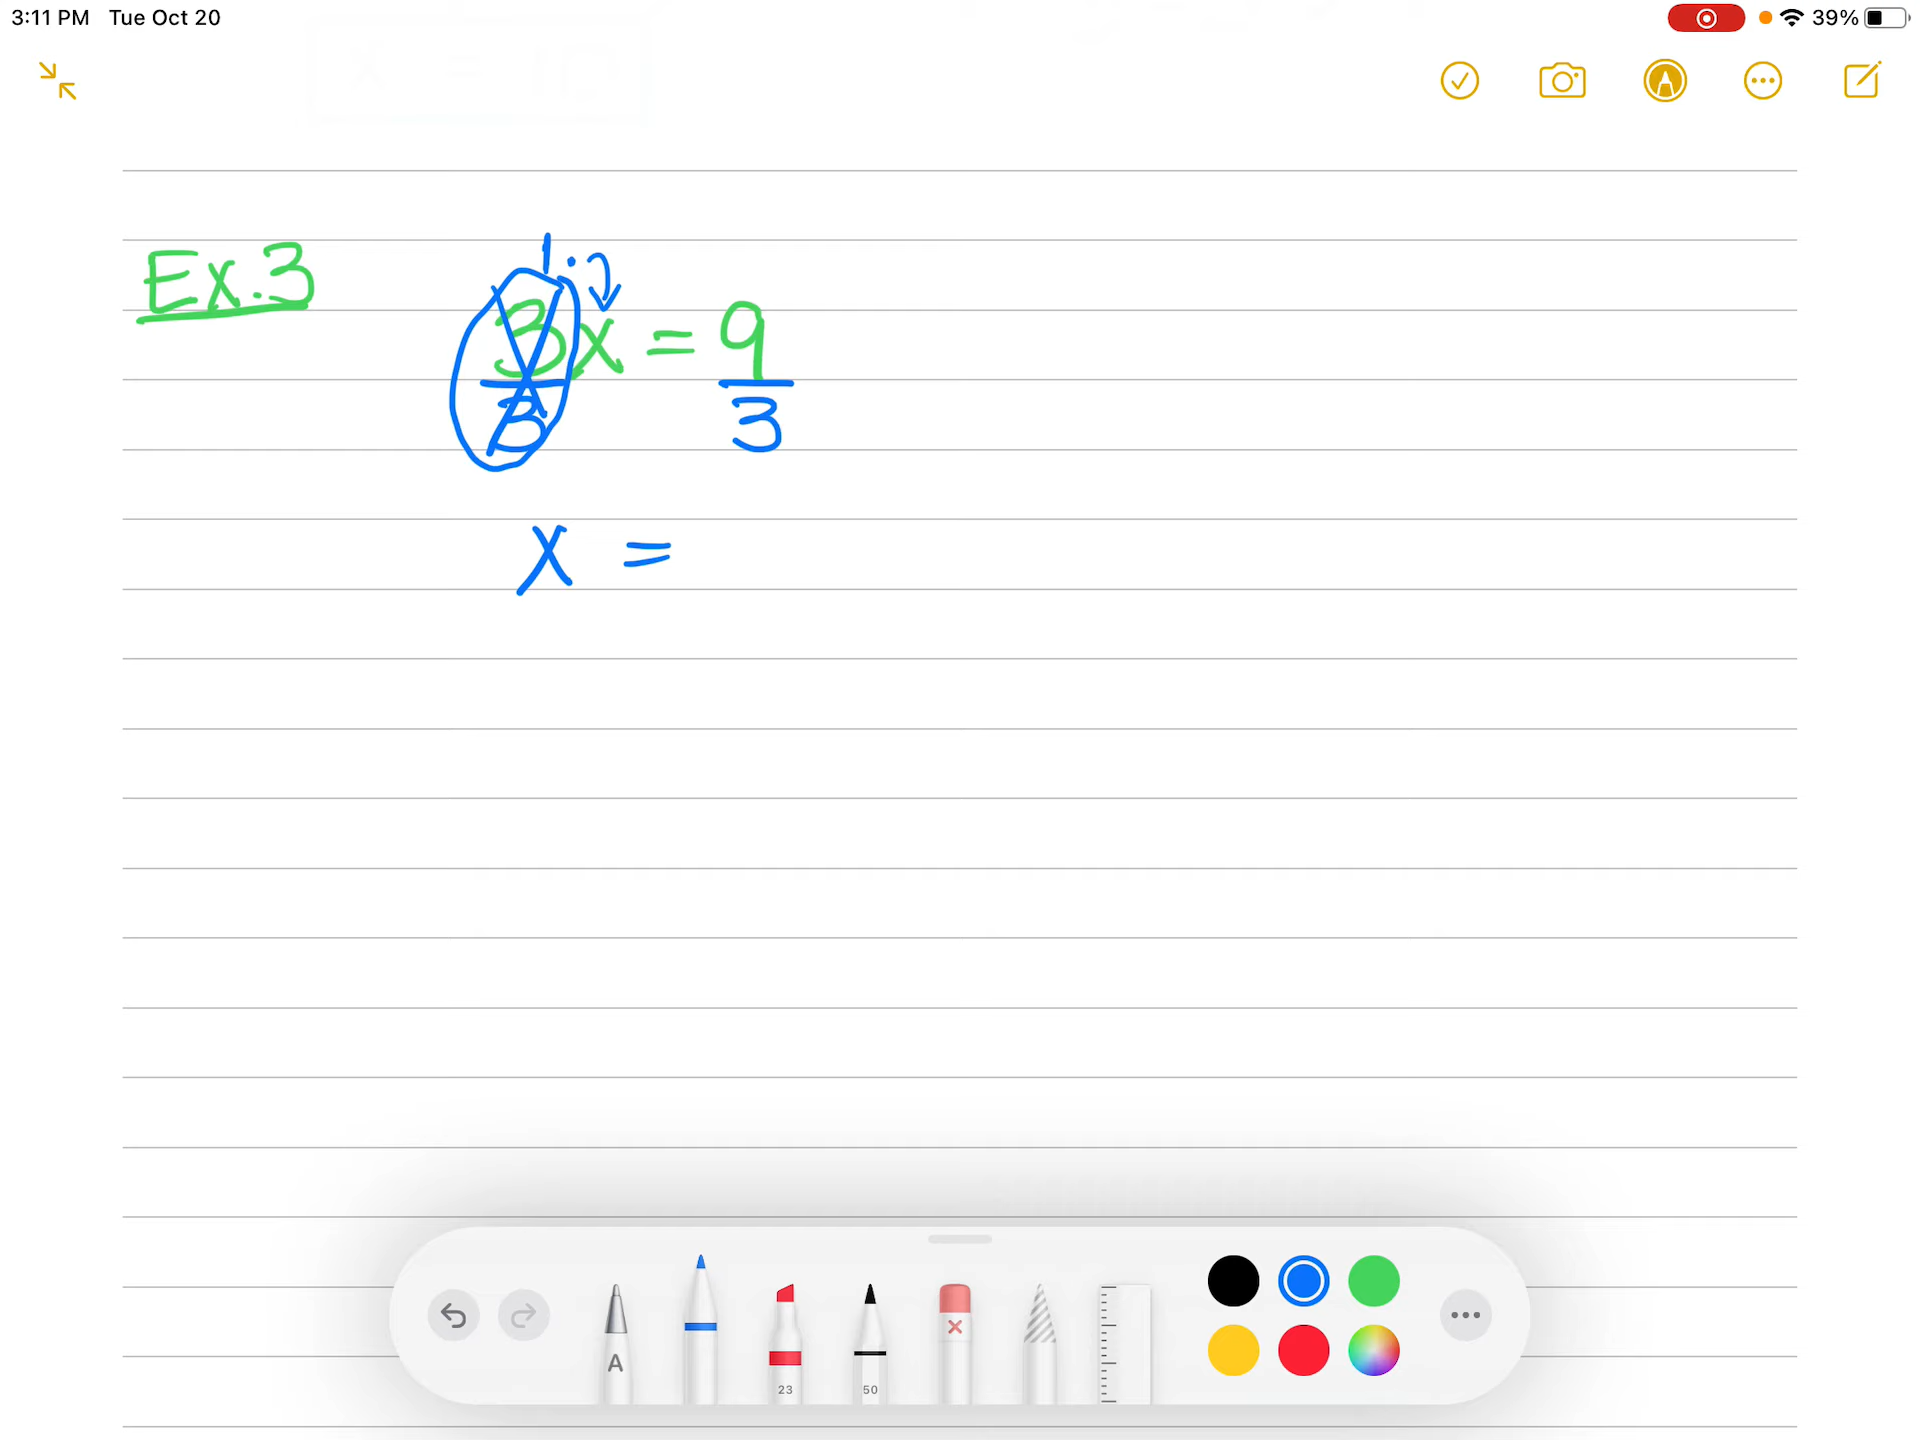 3:11 PM Tue Oct 20 39%
Ex.3
1 ·
3x = 9
3 3
x =
A 23 50